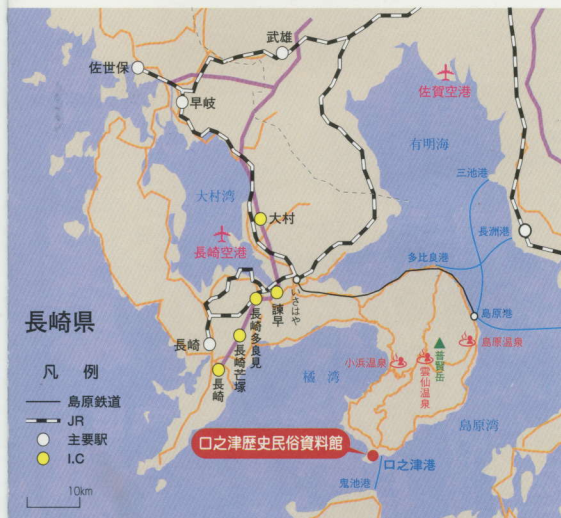 武雄
佐世保
早岐
佐賀空港
有明海
三池港
大村湾
大村
長洲港
長崎空港
多比良港
いさはや
諫早
長崎多良見
長崎県
長崎
長崎芒塚
長崎
島原港
島原温泉
普賢岳
小浜温泉
雲仙温泉
橘湾
凡 例
島原鉄道
JR
主要駅
I.C
10km
島原湾
口之津歴史民俗資料館
口之津港
鬼池港